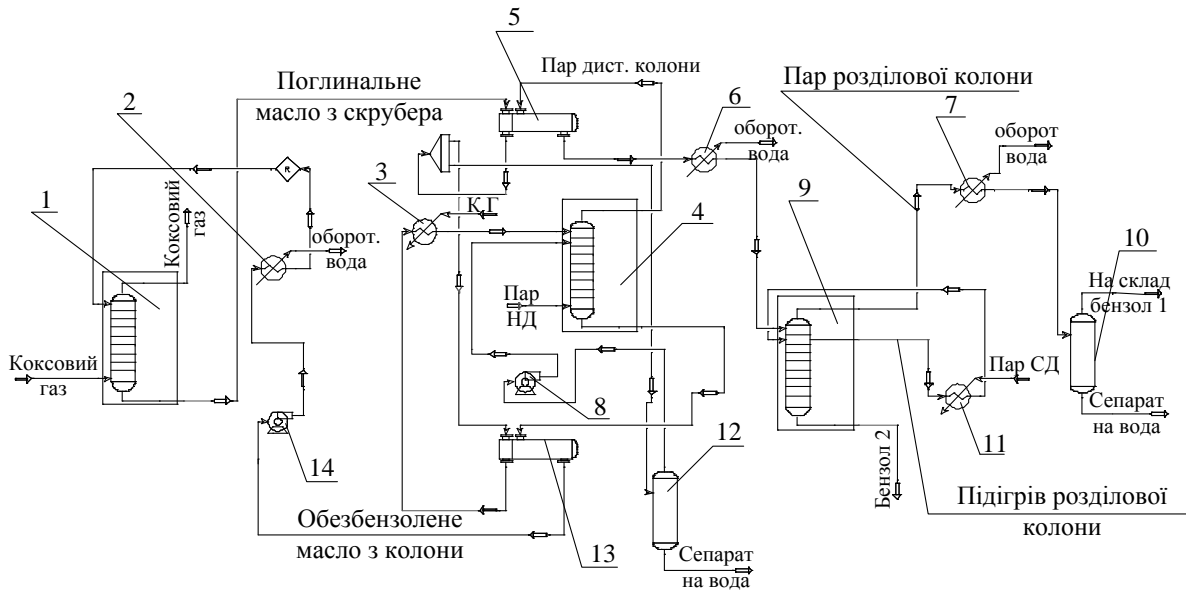 5
Поглинальне
масло з скрубера
Пар дист. колони
Пар розділової колони
2
6
7
оборот.
вода
оборот
вода
R
1
Коксовий
газ
3
К.Г
4
9
10
оборот.
вода
На склад
бензол 1
Пар
НД
Коксовий
газ
Пар СД
8
Сепарат
на вода
14
12
11
Бензол 2
Обезбензолене
масло з колони
13
Підігрів розділової
колони
Сепарат
на вода